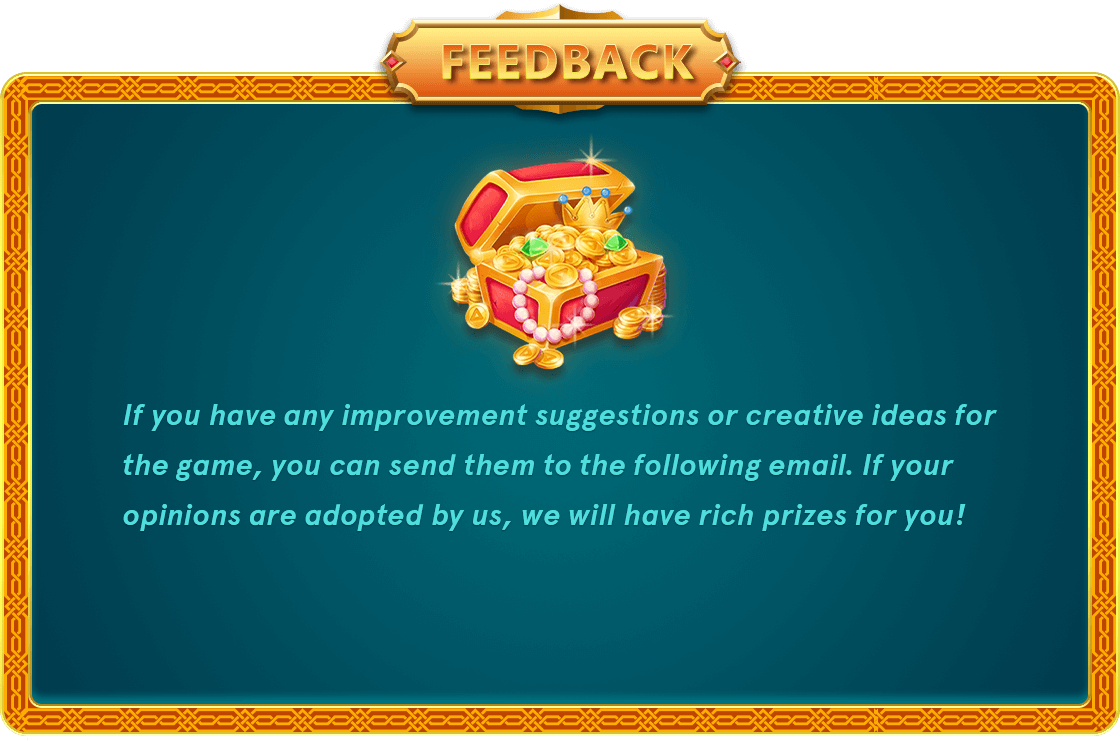 FEEDBACK
If you have any improvement suggestions or creative ideas for
the game, you can send them to the following email. If your
opinions are adopted by us, we will have rich prizes for you!